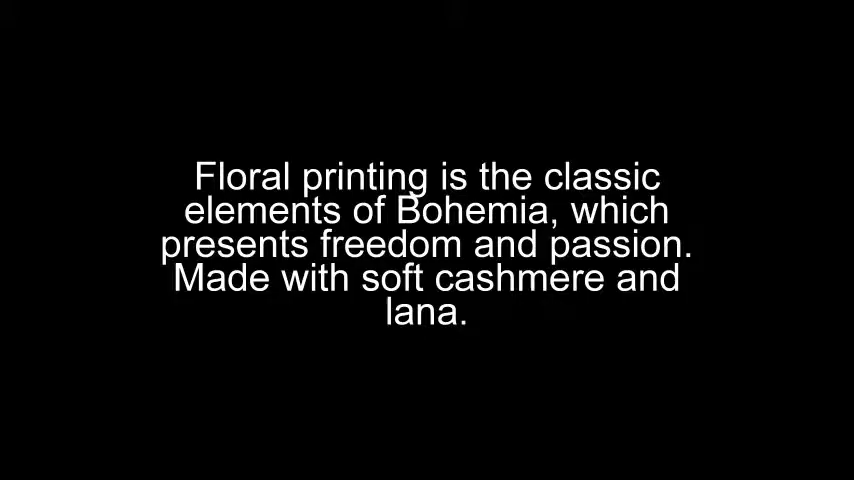 Floral printing is the classic
elements of Bohemia, which
presents freedom and passion.
Made with soft cashmere and
lana.